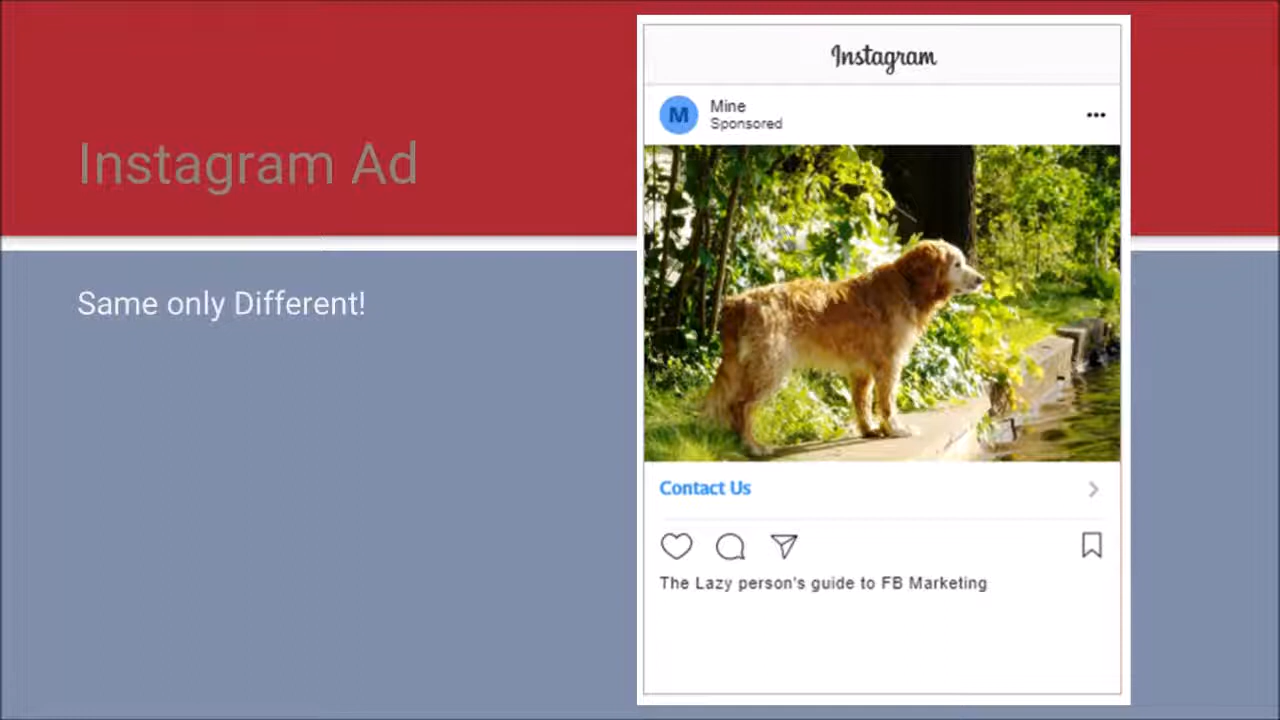 Instagram Ad
Same only Different!
Instagram
M
Mine
Sponsored
Contact Us
The Lazy person's guide to FB Marketing